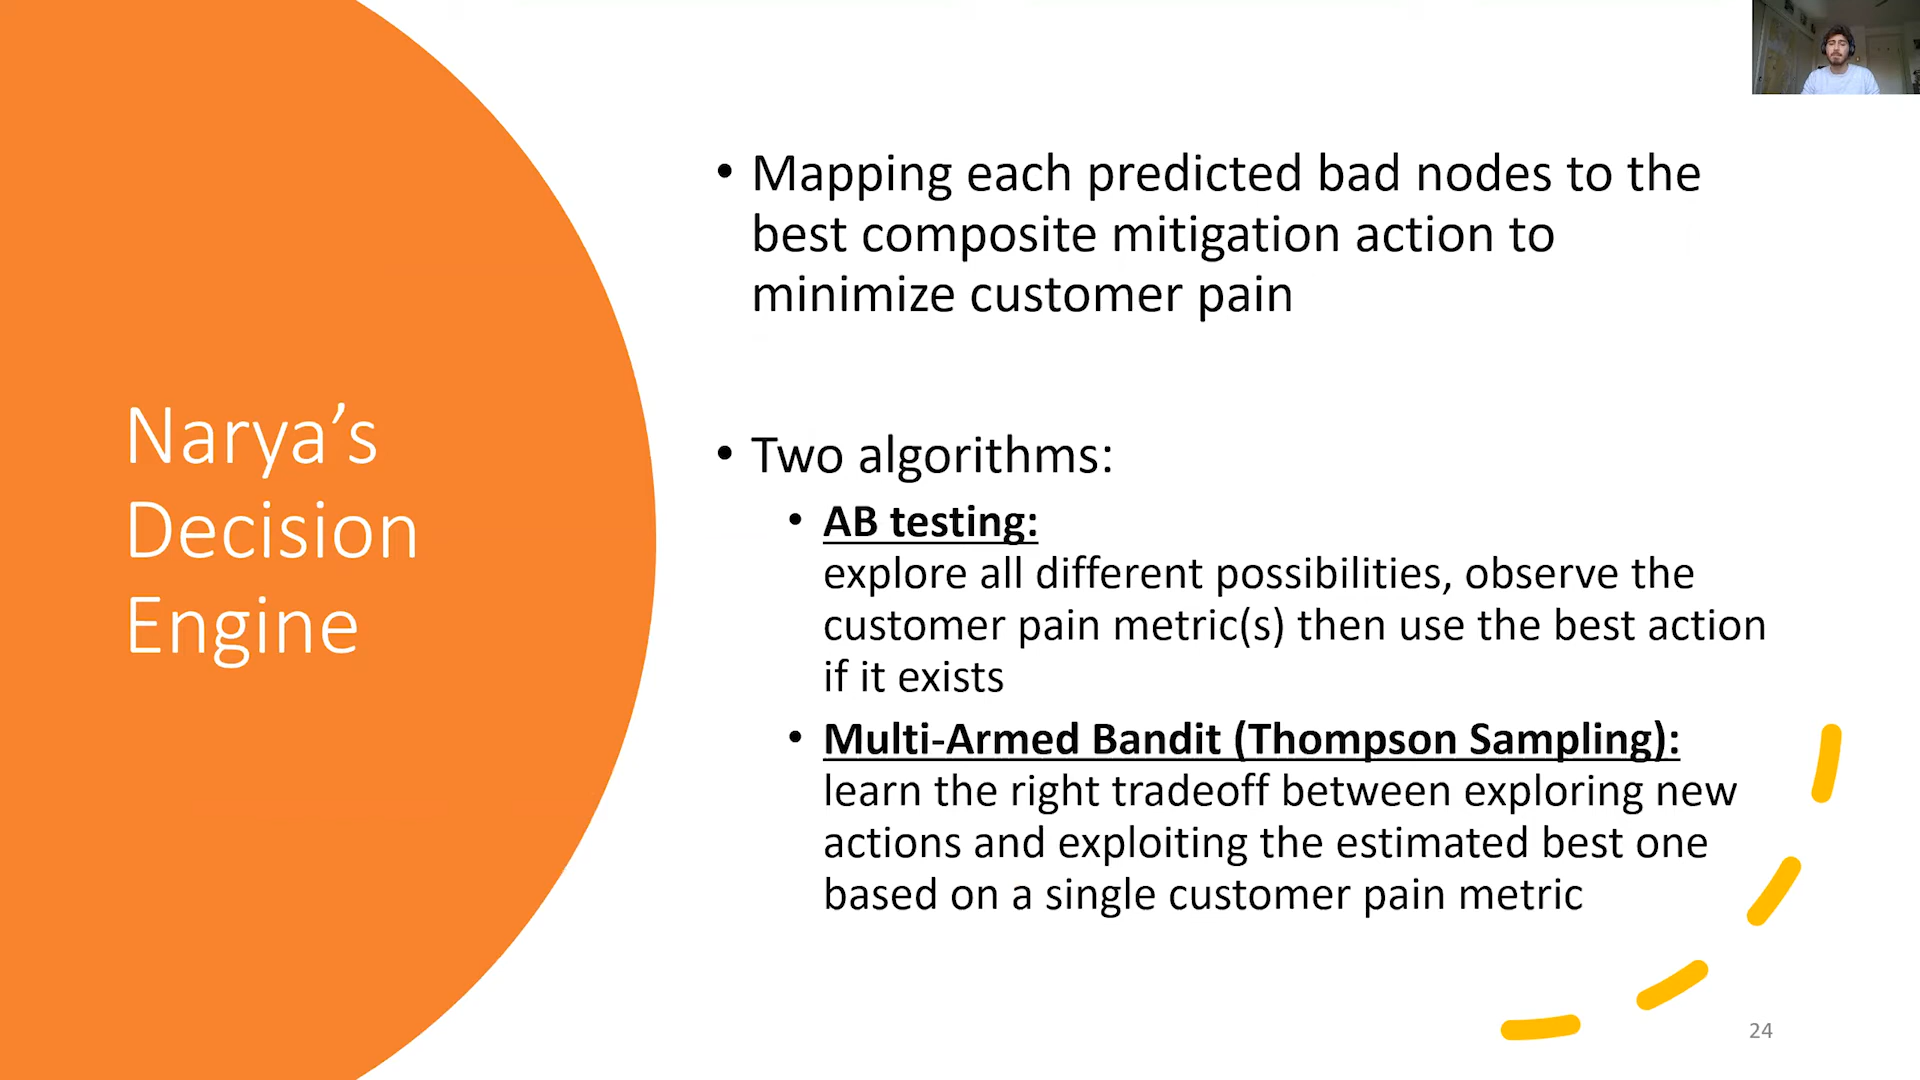 Narya’s
Decision
Engine
• Mapping each predicted bad nodes to the
best composite mitigation action to
minimize customer pain
• Two algorithms:
• AB testing:
explore all different possibilities, observe the
customer pain metric(s) then use the best action
if it exists
• Multi-Armed Bandit (Thompson Sampling):
learn the right tradeoff between exploring new
actions and exploiting the estimated best one
based on a single customer pain metric
24